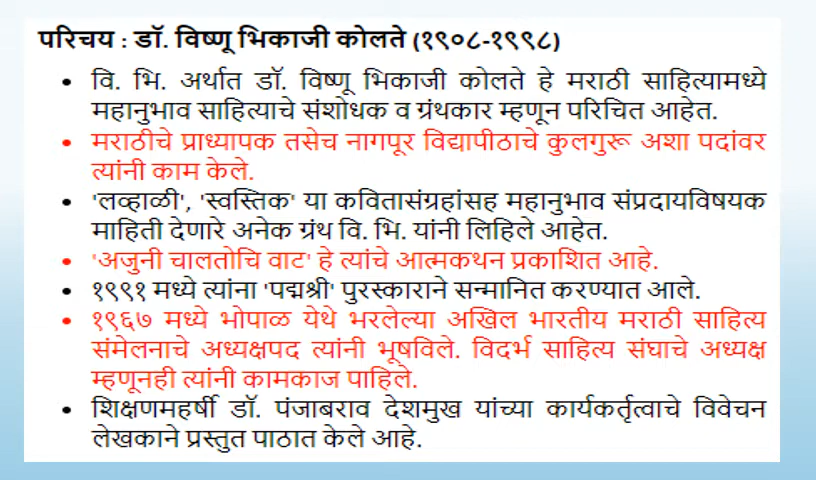 परिचय : डॉ. विष्णू भिकाजी कोलते (१९०८-१९९८)
• वि. भि. अर्थात डॉ. विष्णू भिकाजी कोलते हे मराठी साहित्यामध्ये
महानुभाव साहित्याचे संशोधक व ग्रंथकार म्हणून परिचित आहेत.
• मराठीचे प्राध्यापक तसेच नागपूर विद्यापीठाचे कुलगुरू अशा पदांवर
त्यांनी काम केले.
• 'लव्हाळी', 'स्वस्तिक' या कवितासंग्रहांसह महानुभाव संप्रदायविषयक
माहिती देणारे अनेक ग्रंथ वि. भि. यांनी लिहिले आहेत.
• 'अजुनी चालतोचि वाट' हे त्यांचे आत्मकथन प्रकाशित आहे.
• १९९१ मध्ये त्यांना 'पद्मश्री' पुरस्काराने सन्मानित करण्यात आले.
• १९६७ मध्ये भोपाळ येथे भरलेल्या अखिल भारतीय मराठी साहित्य
संमेलनाचे अध्यक्षपद त्यांनी भूषविले. विदर्भ साहित्य संघाचे अध्यक्ष
म्हणूनही त्यांनी कामकाज पाहिले.
• शिक्षणमहर्षी डॉ. पंजाबराव देशमुख यांच्या कार्यकर्तृत्वाचे विवेचन
लेखकाने प्रस्तुत पाठात केले आहे.